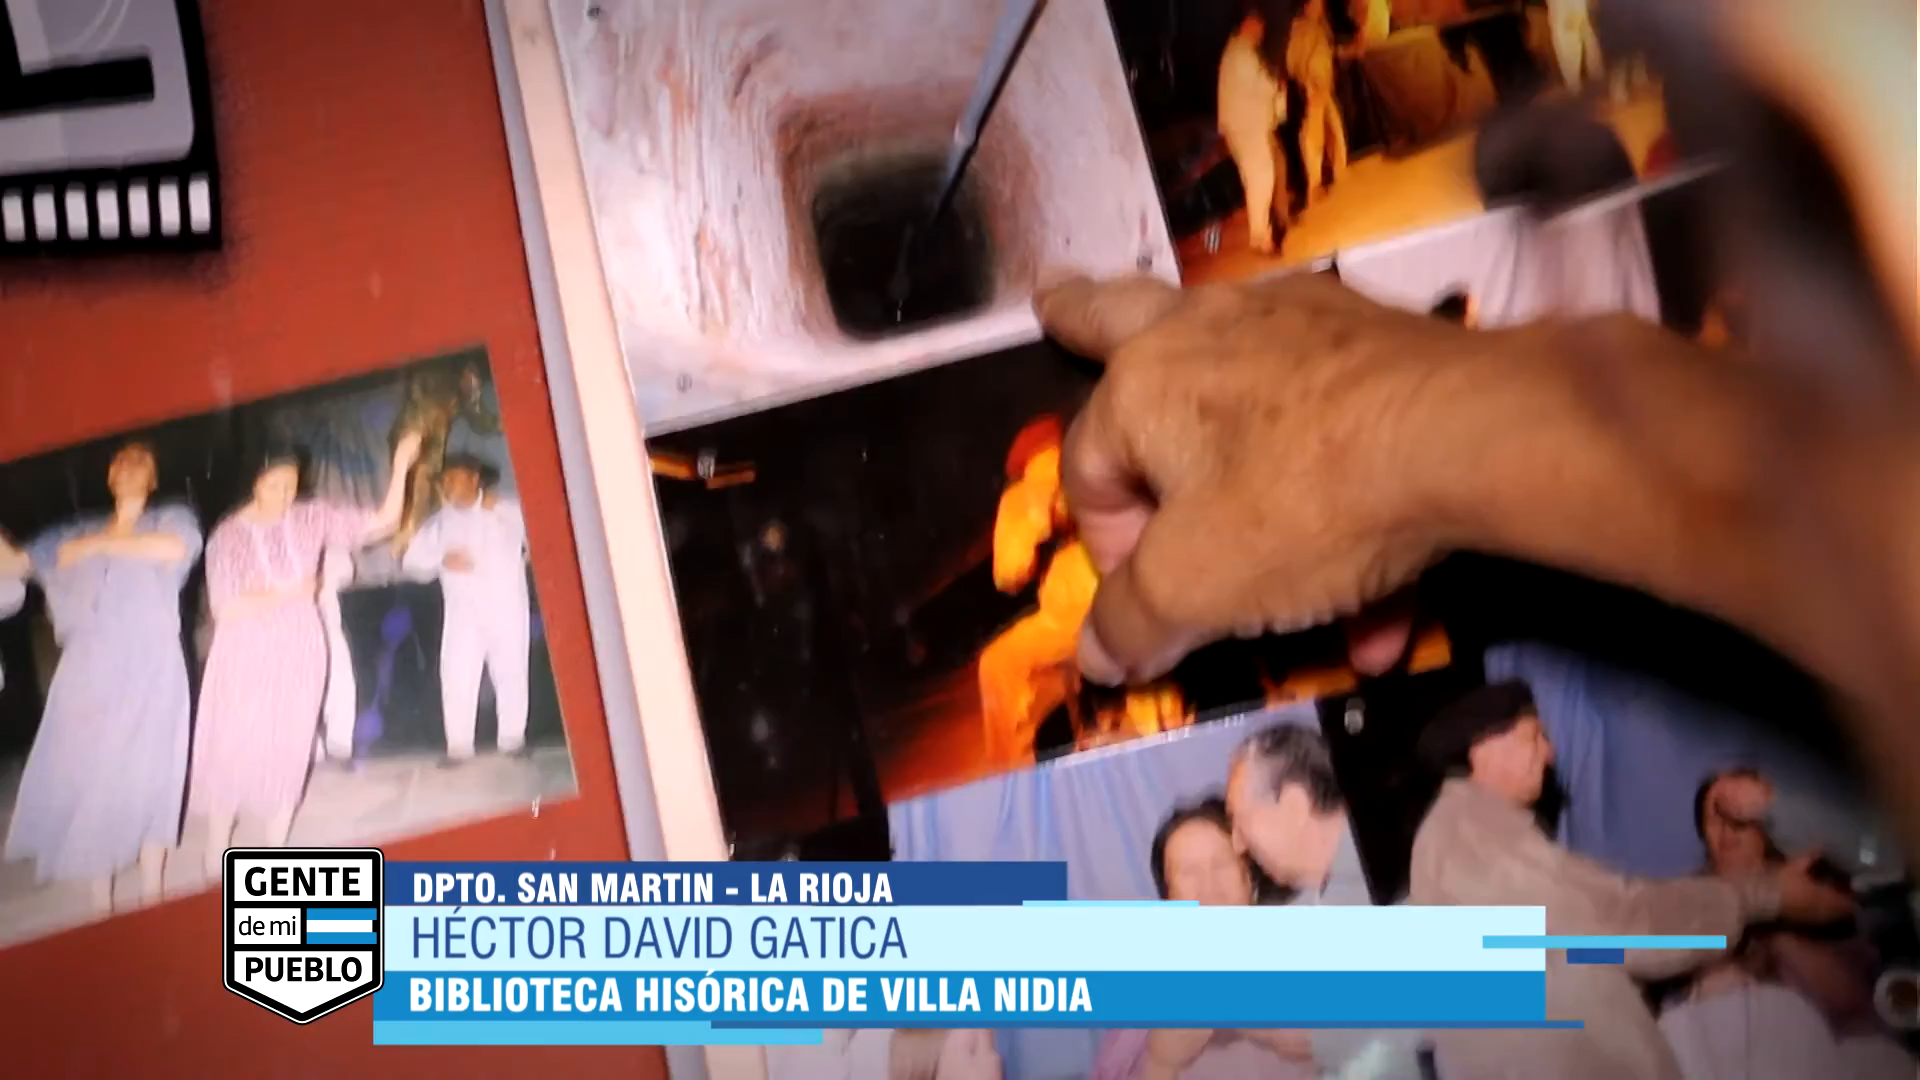 GENTE
de mi
PUEBLO
DPTO. SAN MARTIN - LA RIOJA
HÉCTOR DAVID GATICA
BIBLIOTECA HISÓRICA DE VILLA NIDIA